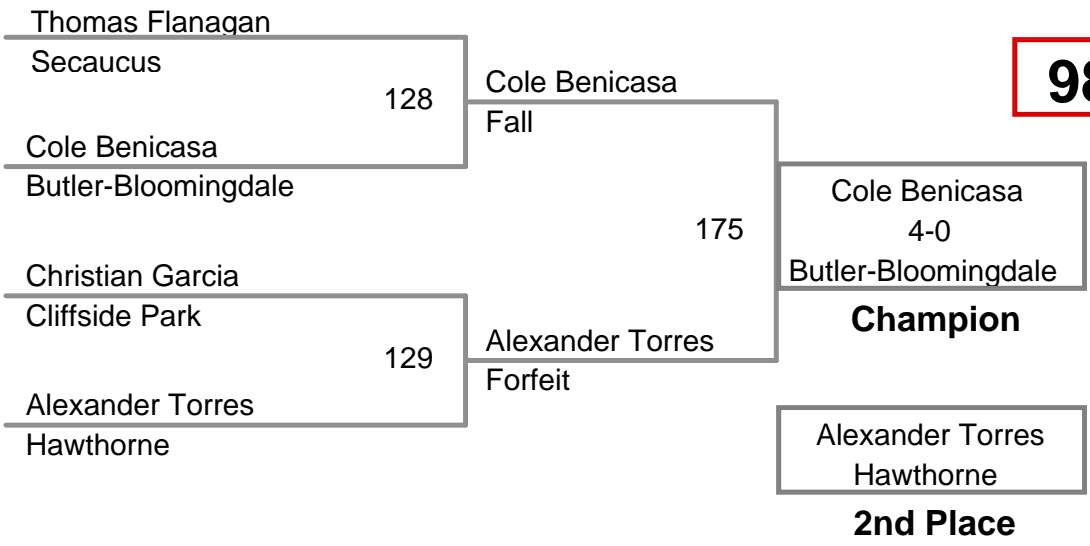 Thomas Flanagan
Secaucus
128
Cole Benicasa
Butler-Bloomingdale
Cole Benicasa
Fall
Christian Garcia
Cliffside Park
129
Alexander Torres
Hawthorne
Alexander Torres
Forfeit
175
98
Cole Benicasa
4-0
Butler-Bloomingdale
Champion
Alexander Torres
Hawthorne
2nd Place